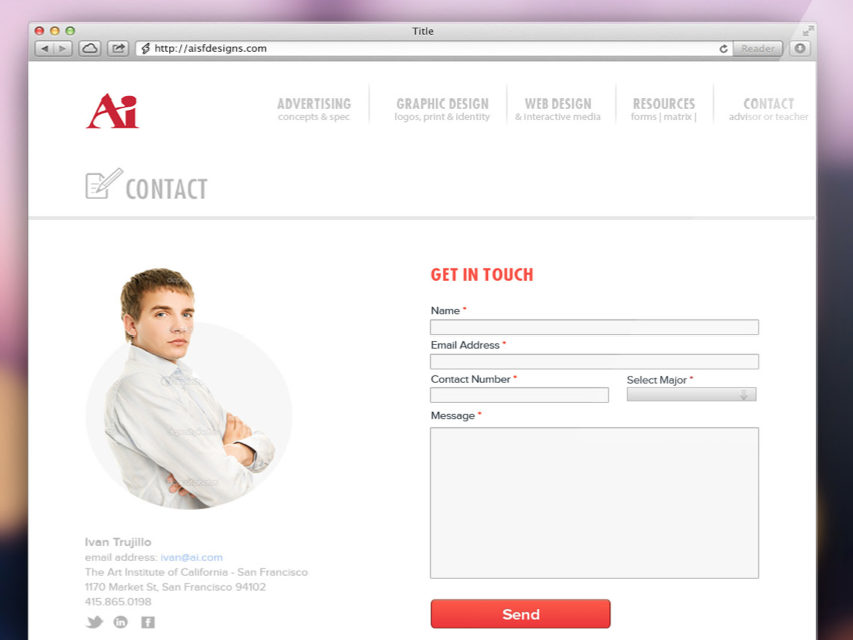 Title
http://aisfdesigns.com
Reader
Ai
ADVERTISING
concepts & spec
GRAPHIC DESIGN
logos, print & identity
WEB DESIGN
& interactive media
RESOURCES
forms | matrix |
CONTACT
advisor or teacher
CONTACT
GET IN TOUCH
Name *
Email Address *
Contact Number *
Select Major *
Message *
Send
Ivan Trujillo
email address: ivan@ai.com
The Art Institute of California - San Francisco
1170 Market St, San Francisco 94102
415.865.0198